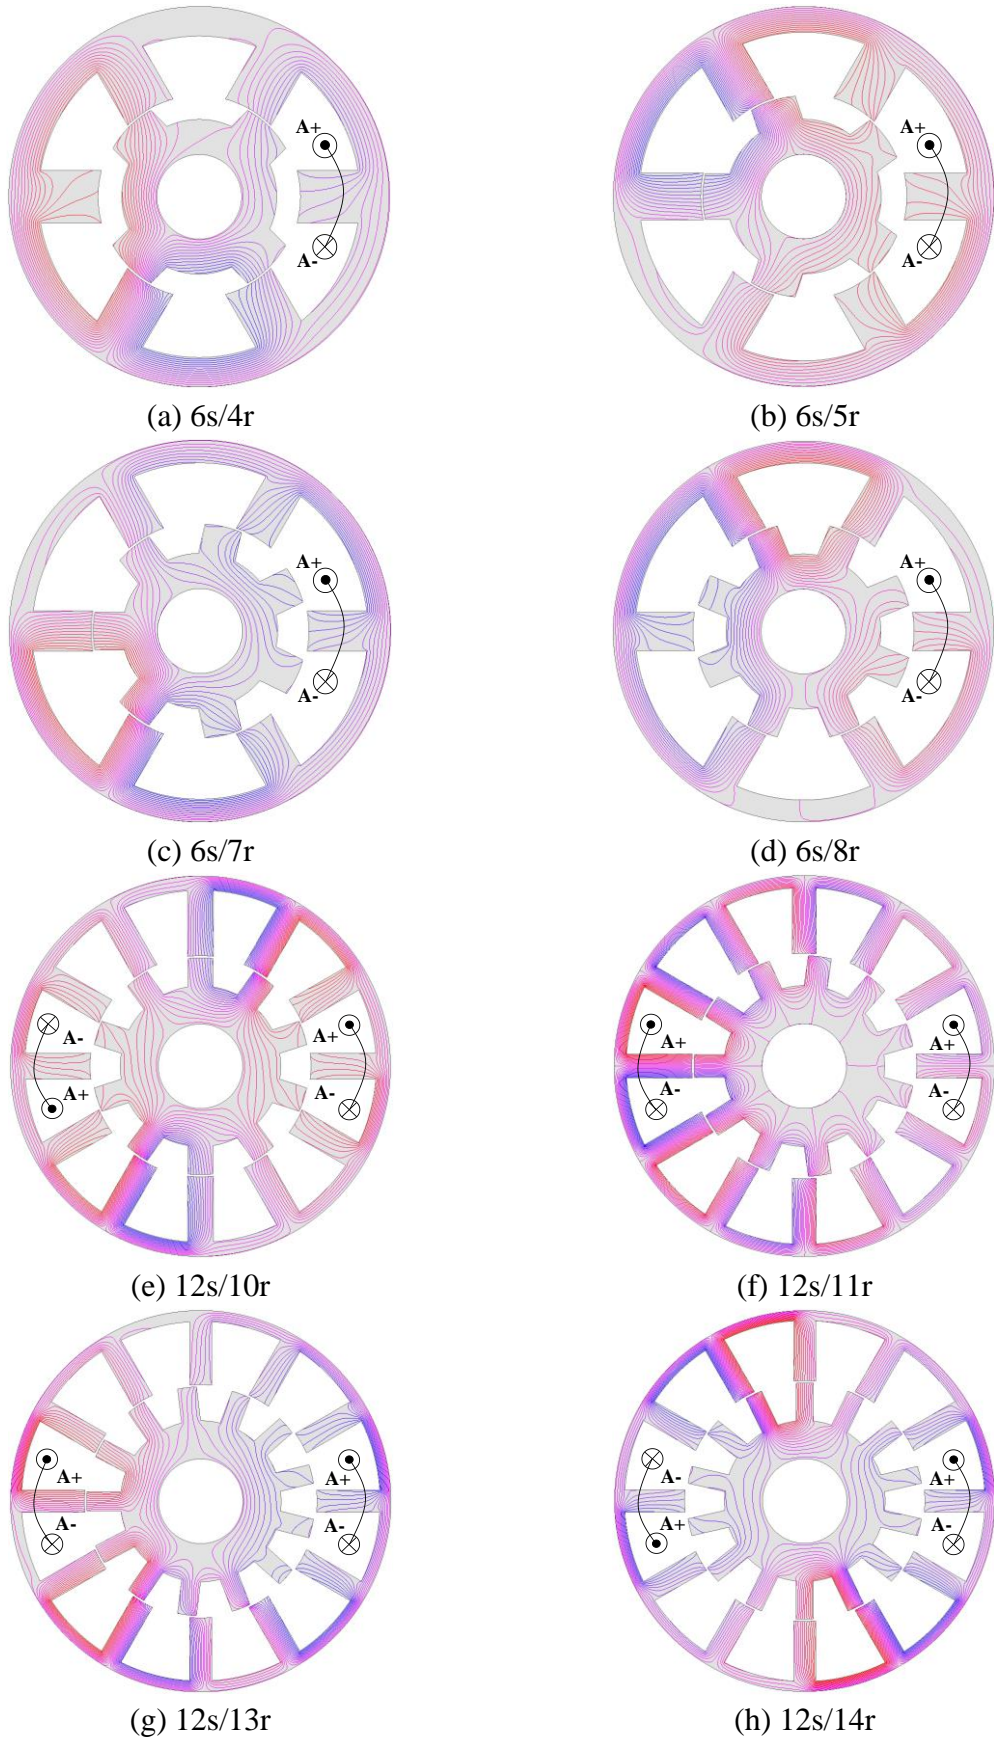 A+
A-
A+
A-
(a) 6s/4r
(b) 6s/5r
A+
A-
A+
A-
(c) 6s/7r
(d) 6s/8r
A-
A+
A+
A-
A+
A-
A+
A-
(e) 12s/10r
(f) 12s/11r
A+
A-
A+
A-
A-
A+
A+
A-
(g) 12s/13r
(h) 12s/14r